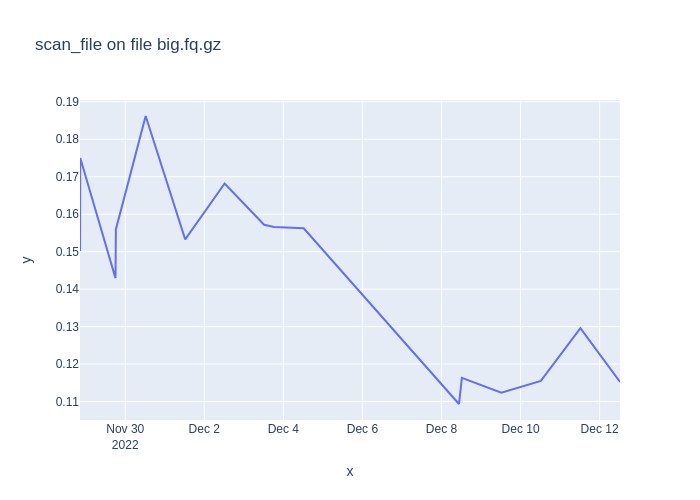 scan_file on file big.fq.gz
0.19
0.18
0.17
0.16
0.15
0.14
0.13
0.12
0.11
y
Nov 30
2022
Dec 2
Dec 4
Dec 6
Dec 8
Dec 10
Dec 12
x